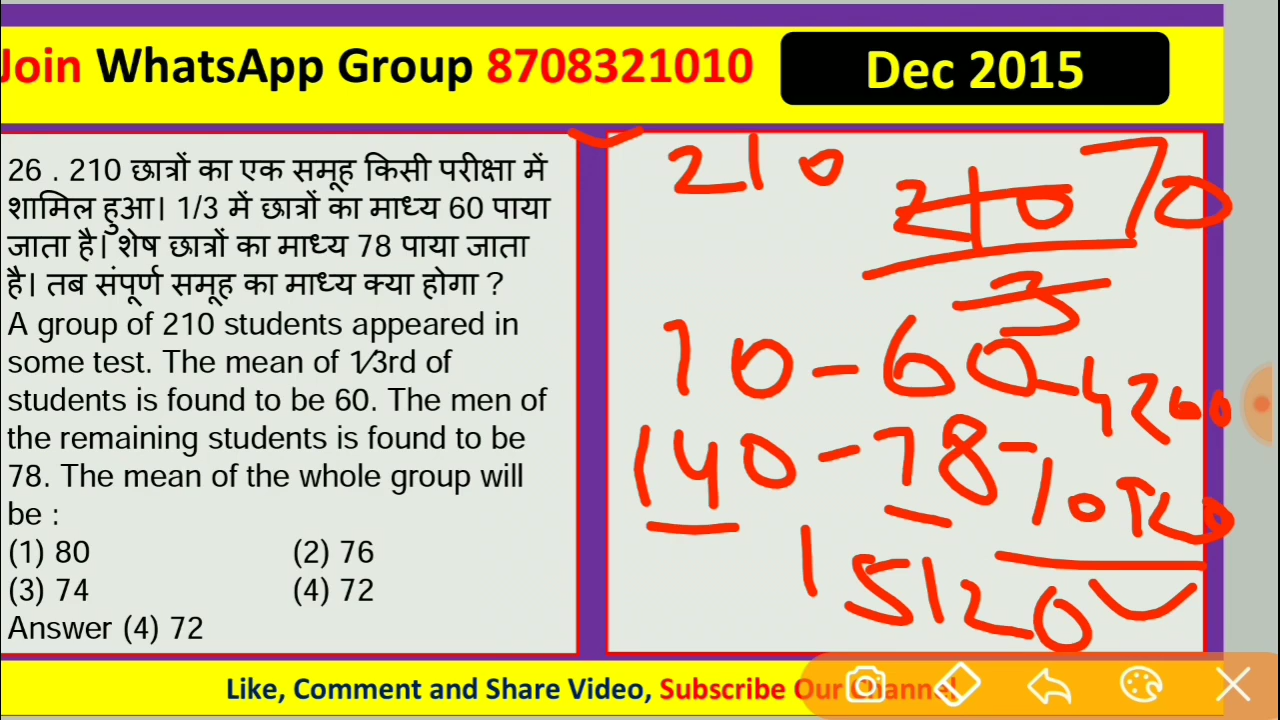 Join WhatsApp Group 8708321010
Dec 2015
26 . 210 छात्रों का एक समूह किसी परीक्षा में
शामिल हुआ। 1/3 में छात्रों का माध्य 60 पाया
जाता है। शेष छात्रों का माध्य 78 पाया जाता
है। तब संपूर्ण समूह का माध्य क्या होगा ?
A group of 210 students appeared in
some test. The mean of 1⁄3rd of
students is found to be 60. The men of
the remaining students is found to be
78. The mean of the whole group will
be :
(1) 80 (2) 76
(3) 74 (4) 72
Answer (4) 72
210
210 70
3
70-60-4200
140-78-10920
15120
Like, Comment and Share Video, Subscribe Our Channel